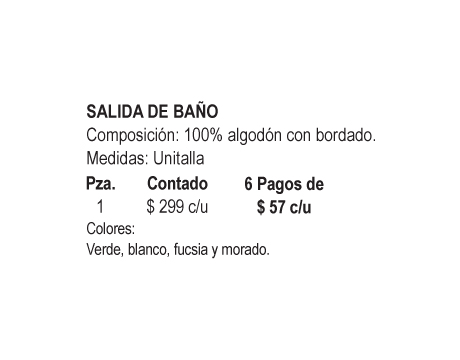 SALIDA DE BAÑO
Composición: 100% algodón con bordado.
Medidas: Unitalla
Pza. Contado 6 Pagos de
1 $ 299 c/u $ 57 c/u
Colores:
Verde, blanco, fucsia y morado.